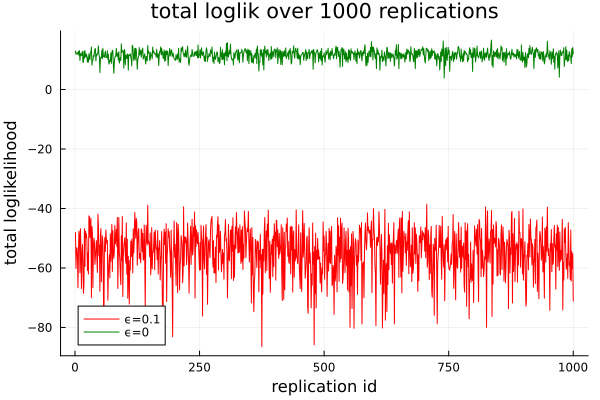 total loglik over 1000 replications
total loglikelihood
0
−20
−40
−60
−80
ϵ=0.1
ϵ=0
0
250
500
750
1000
replication id